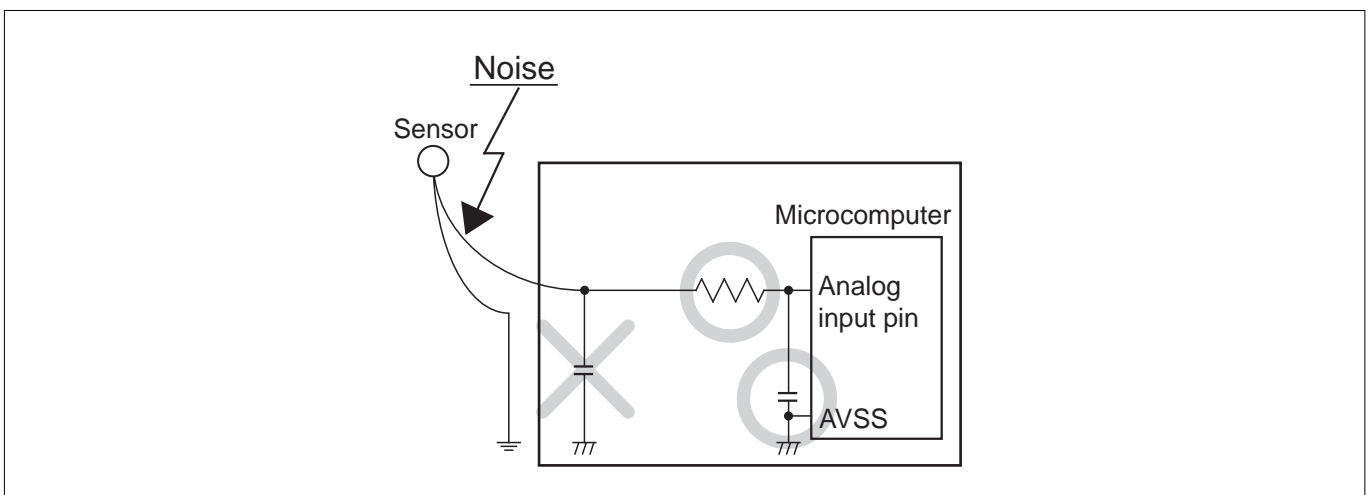 Noise
Sensor
Microcomputer
Analog
input pin
AVSS